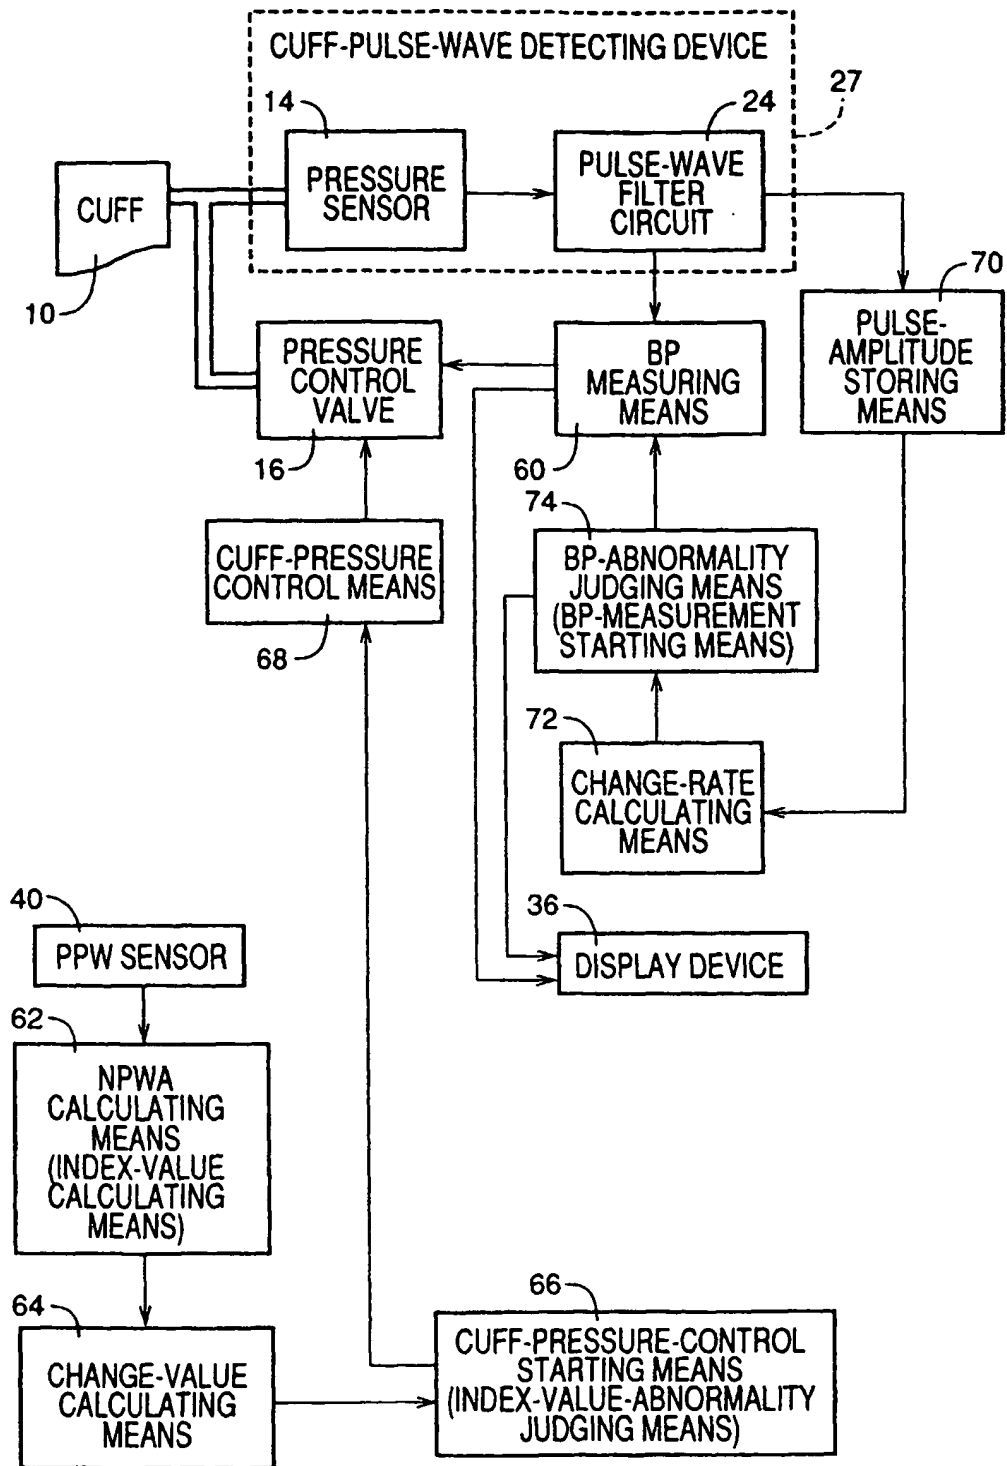 CUFF-PULSE-WAVE DETECTING DEVICE
27
14
24
CUFF
PRESSURE
SENSOR
PULSE-WAVE
FILTER
CIRCUIT
10
70
PRESSURE
CONTROL
VALVE
BP
MEASURING
MEANS
PULSE-
AMPLITUDE
STORING
MEANS
16
60
74
CUFF-PRESSURE
CONTROL MEANS
BP-ABNORMALITY
JUDGING MEANS
(BP-MEASUREMENT
STARTING MEANS)
68
72
CHANGE-RATE
CALCULATING
MEANS
40
36
PPW SENSOR
DISPLAY DEVICE
62
NPWA
CALCULATING
MEANS
(INDEX-VALUE
CALCULATING
MEANS)
64
66
CHANGE-VALUE
CALCULATING
MEANS
CUFF-PRESSURE-CONTROL
STARTING MEANS
(INDEX-VALUE-ABNORMALITY
JUDGING MEANS)